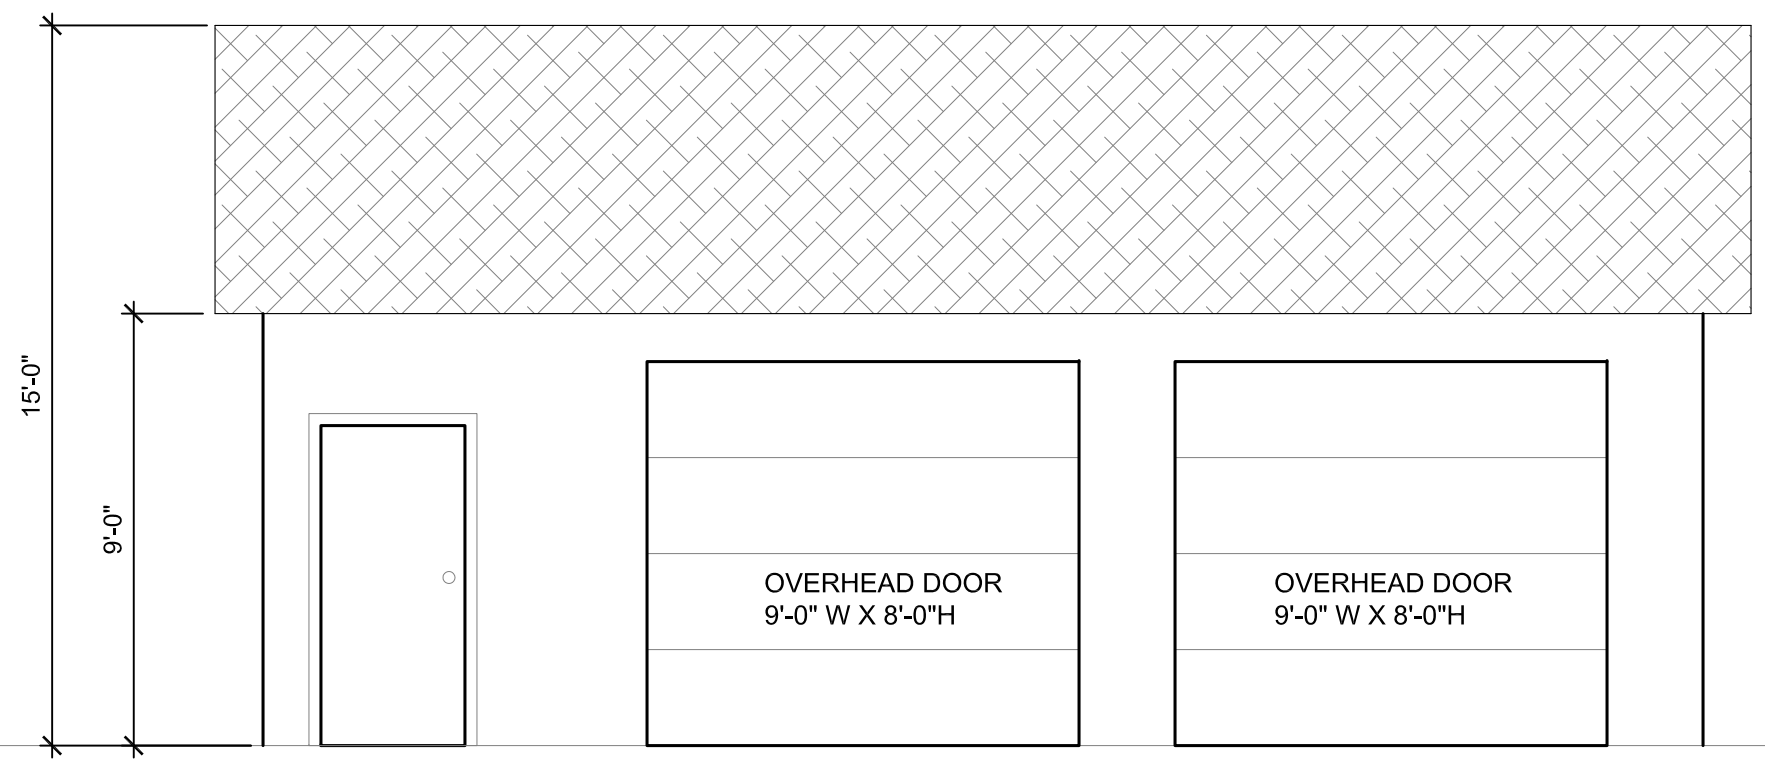 15'-0"
9'-0"
OVERHEAD DOOR
9'-0" W X 8'-0"H
OVERHEAD DOOR
9'-0" W X 8'-0"H